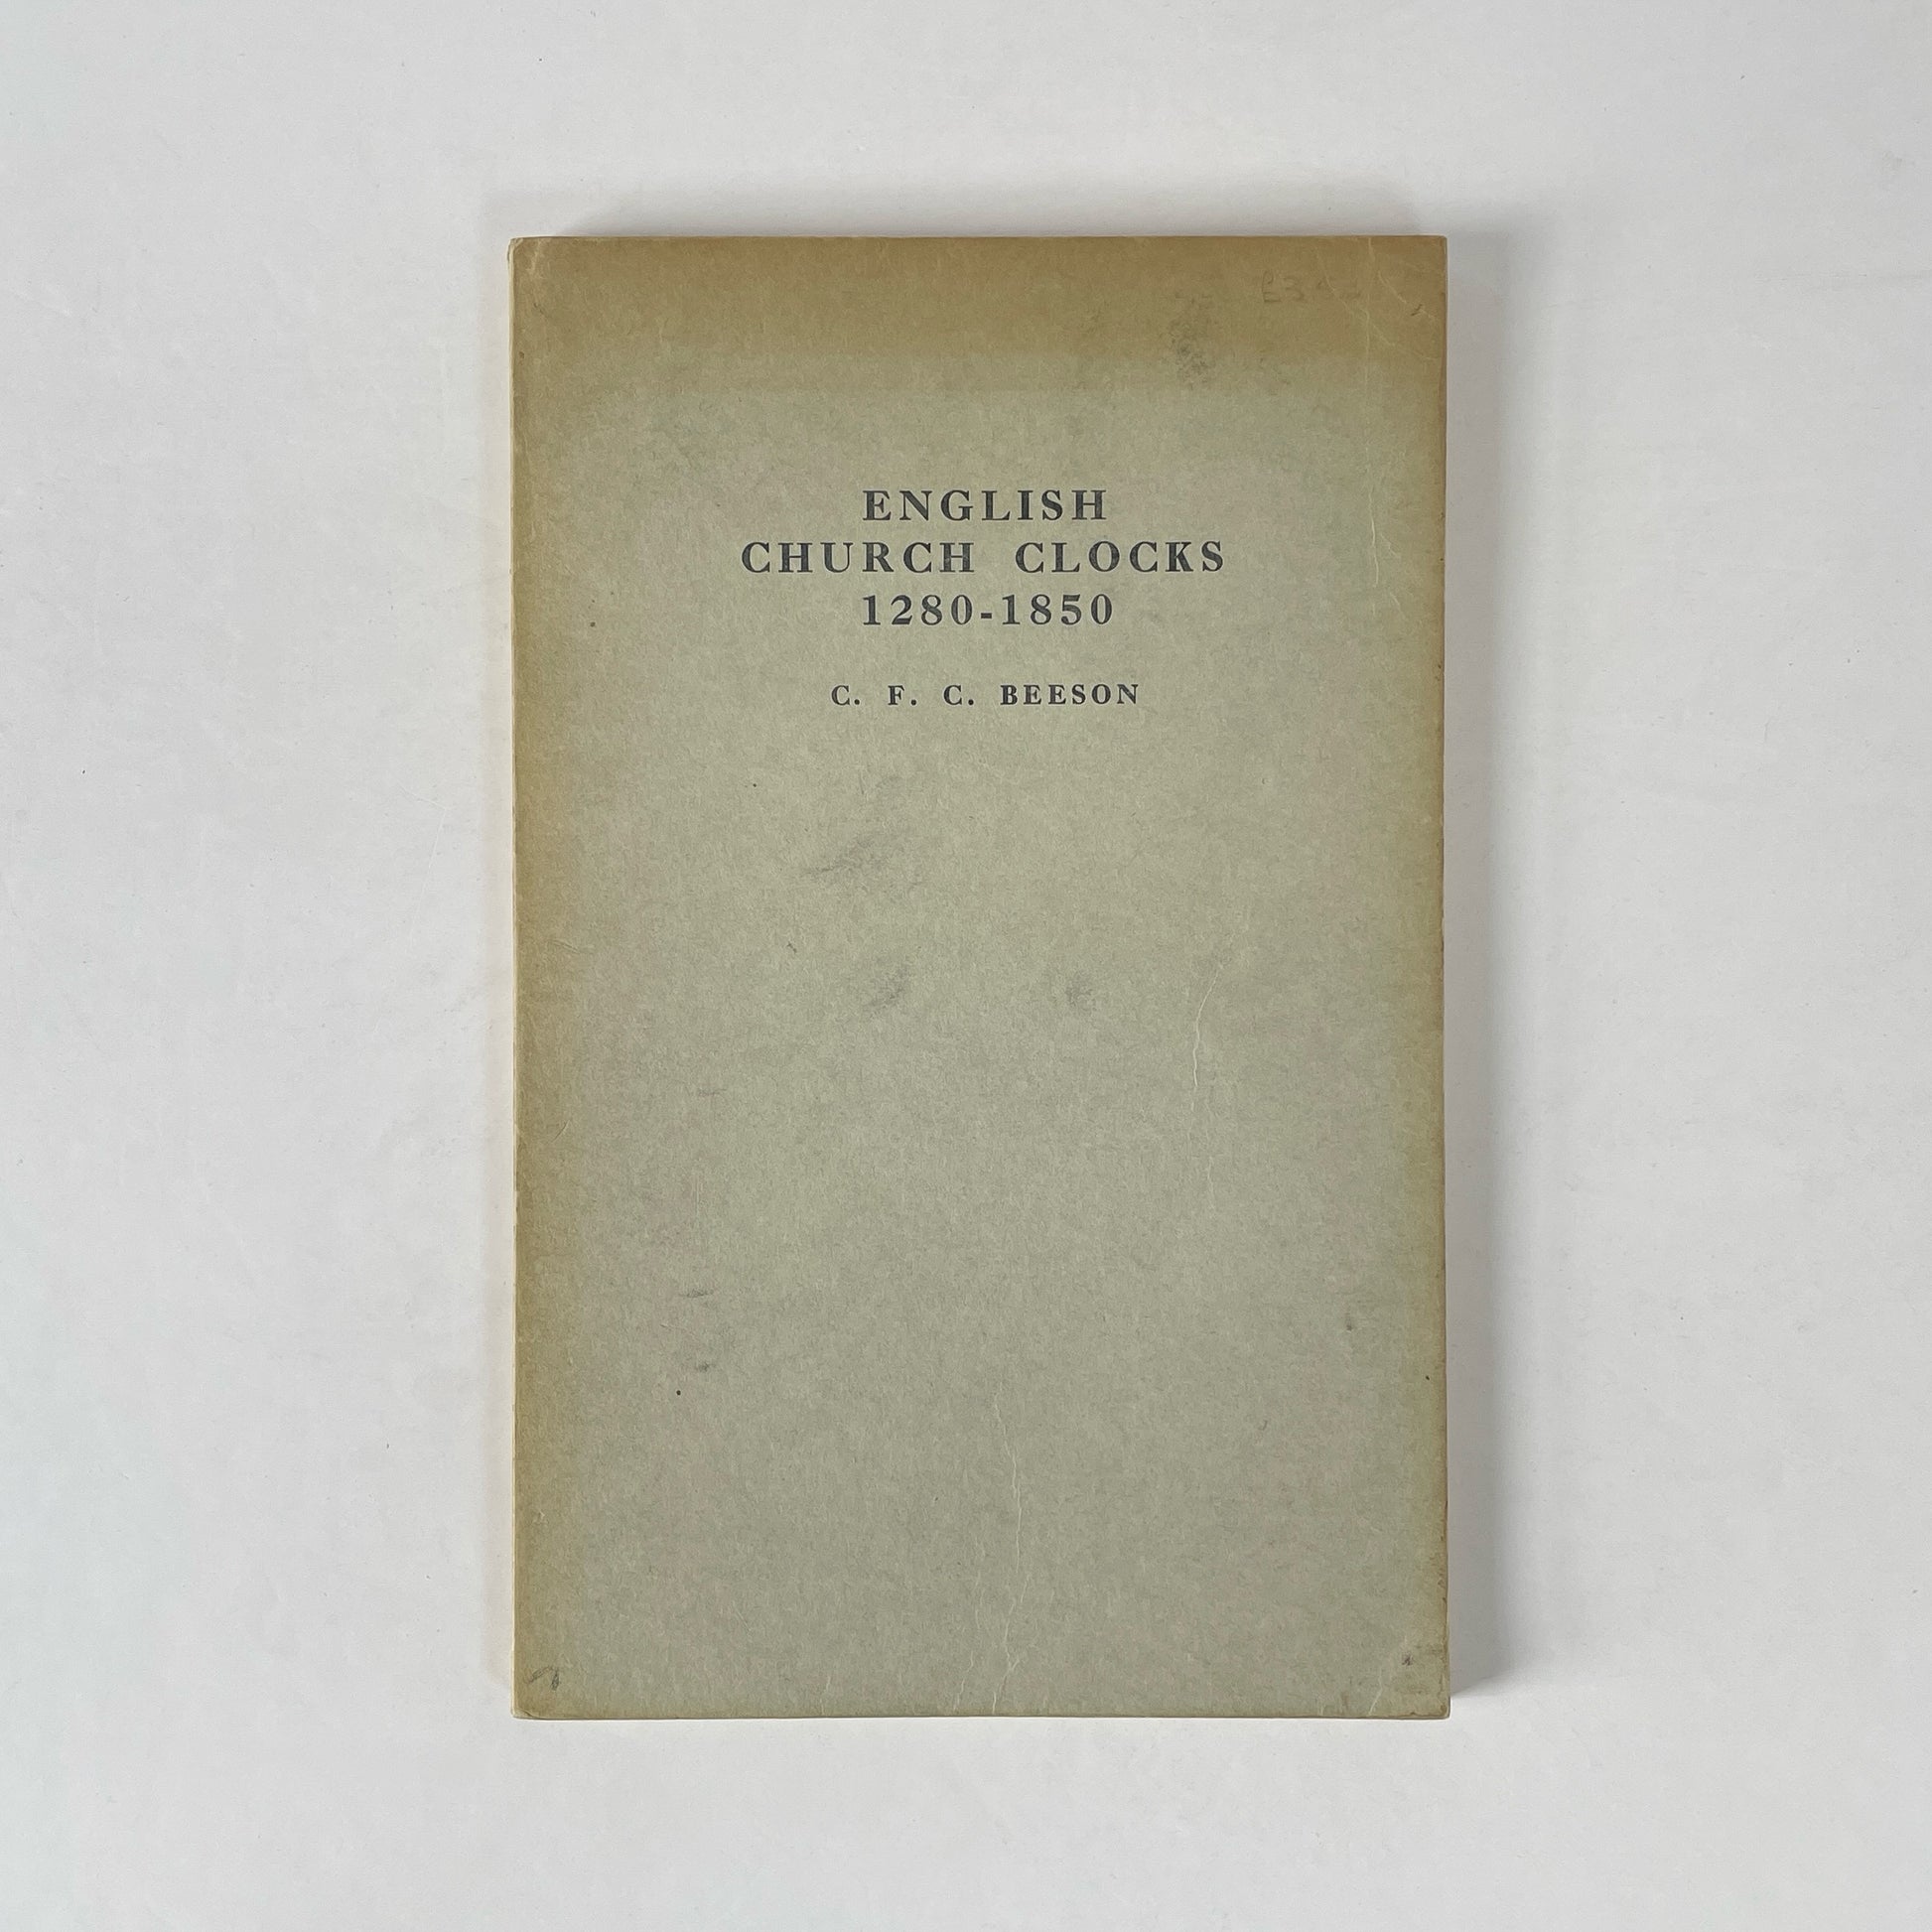 ENGLISH
CHURCH CLOCKS
1280-1850
C. F. C. BEESON